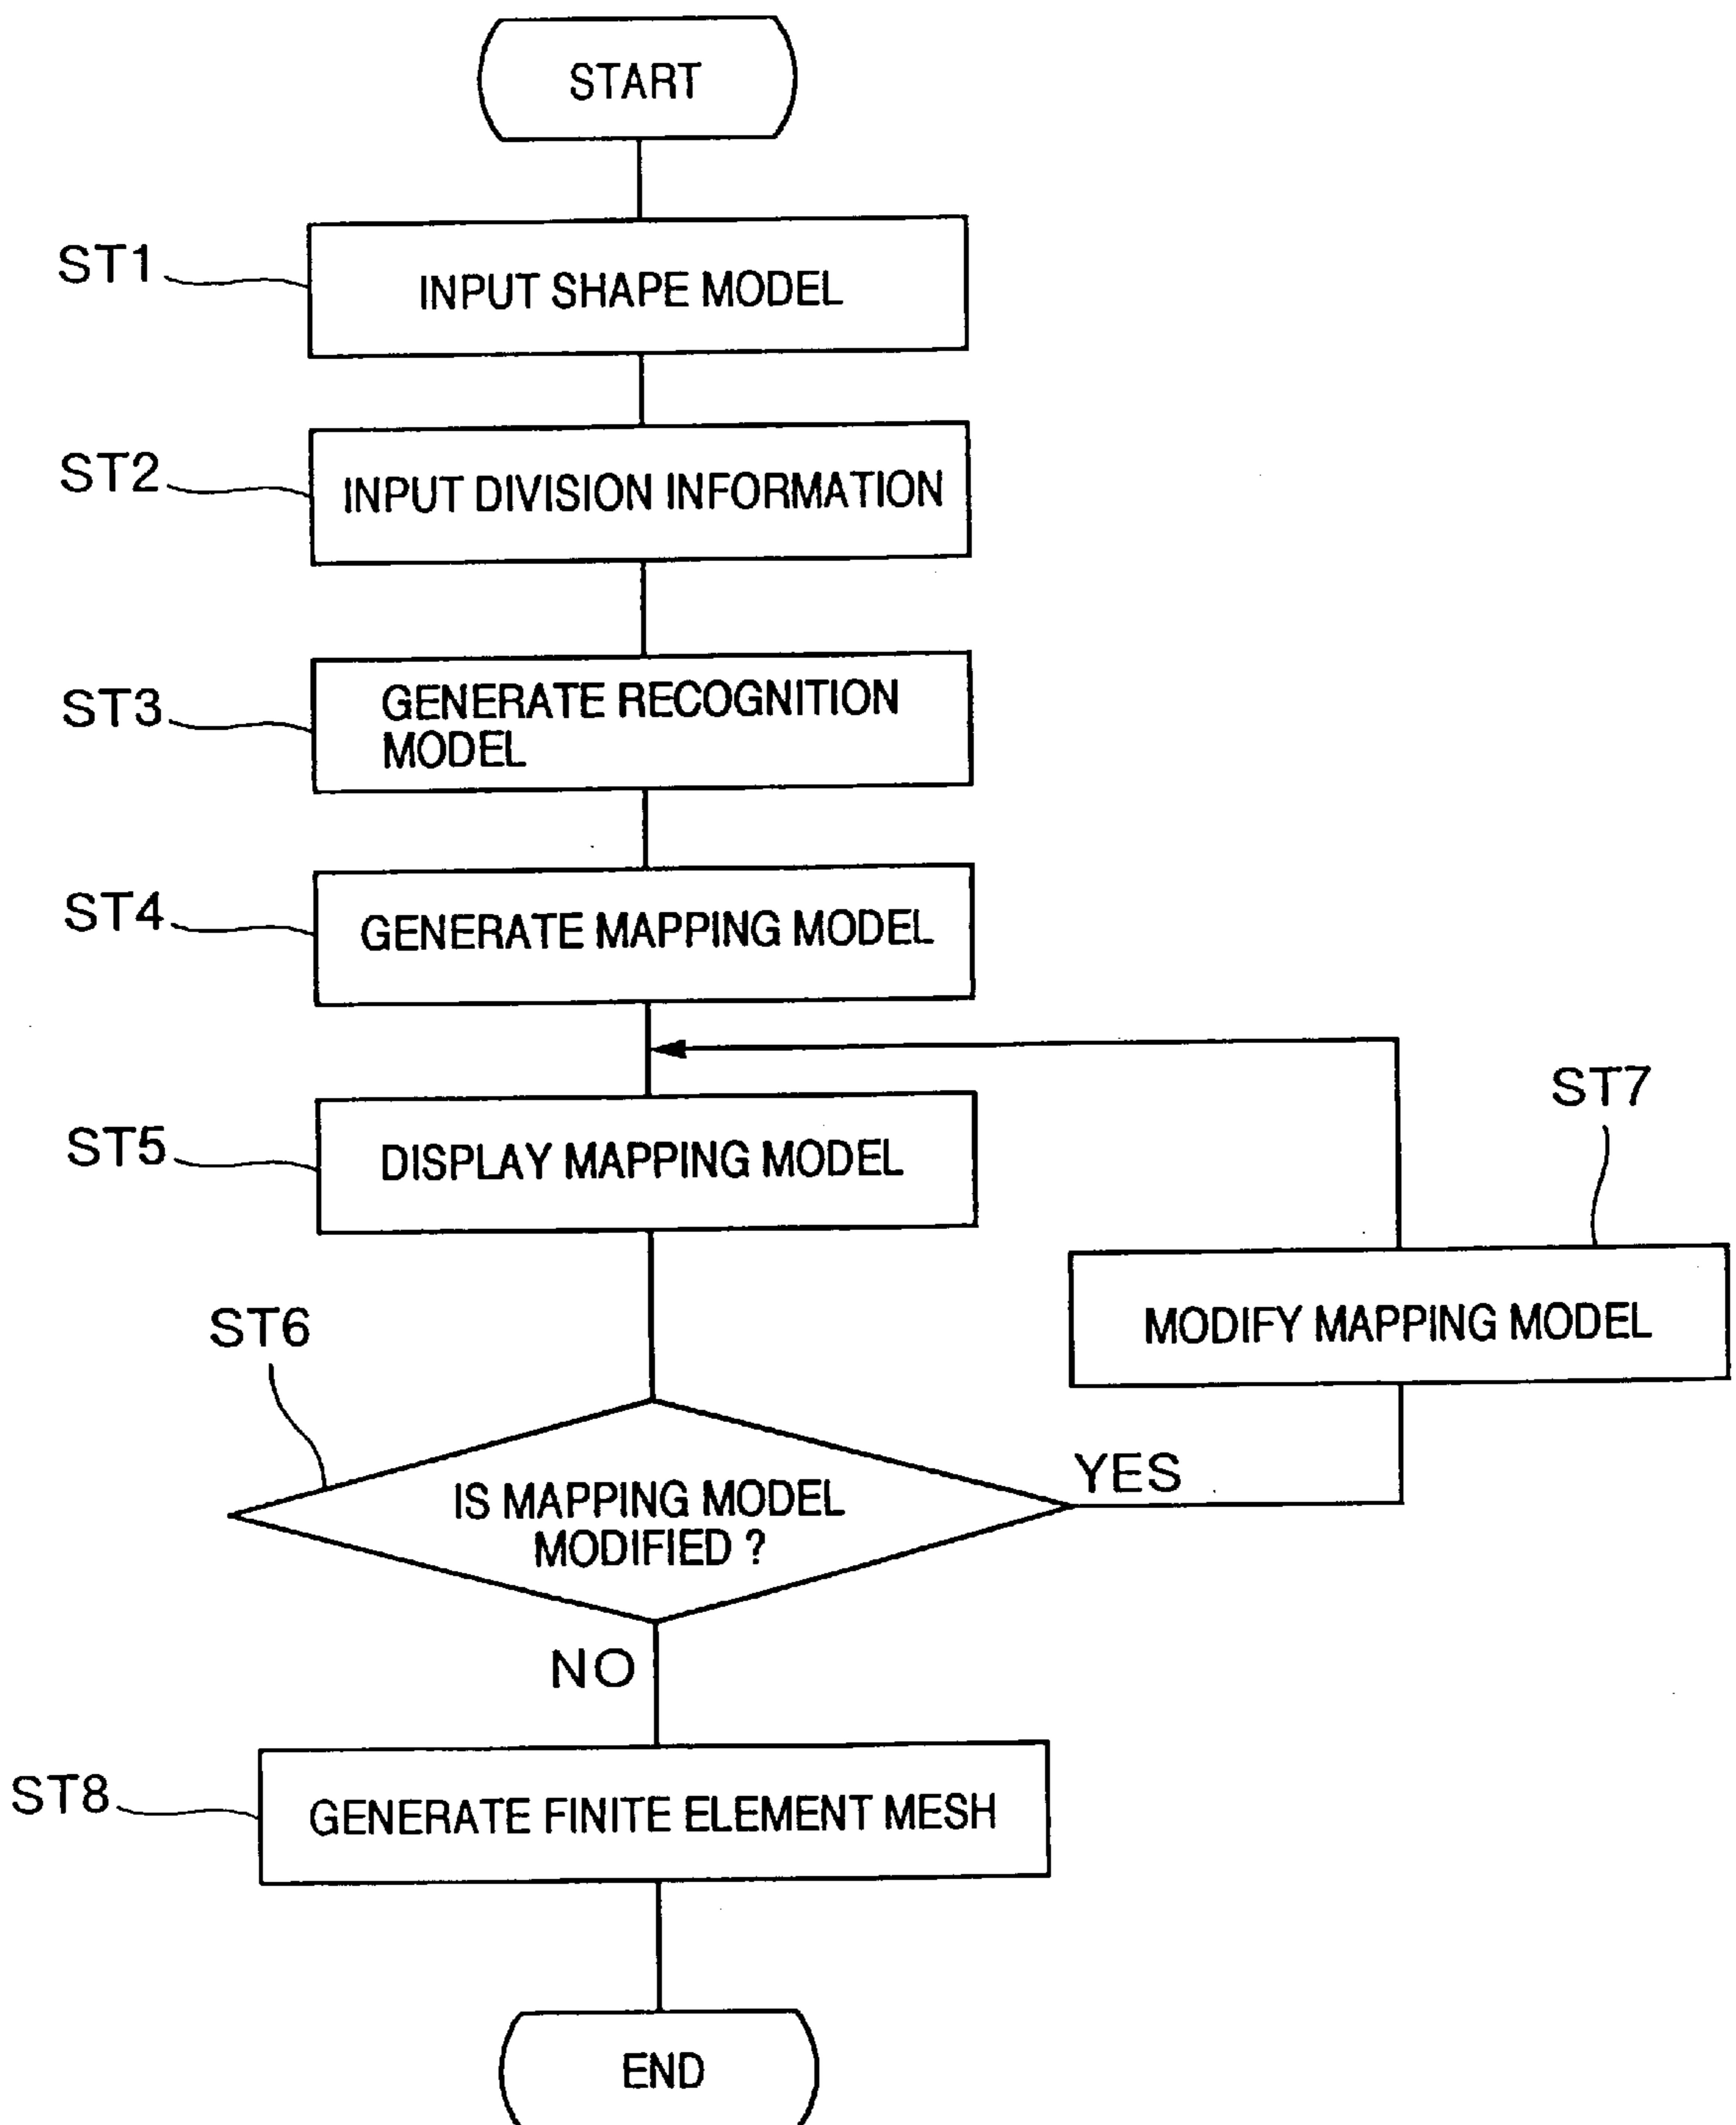 START
ST1
INPUT SHAPE MODEL
ST2
INPUT DIVISION INFORMATION
ST3
GENERATE RECOGNITION
MODEL
ST4
GENERATE MAPPING MODEL
ST5
DISPLAY MAPPING MODEL
ST7
MODIFY MAPPING MODEL
ST6
IS MAPPING MODEL
MODIFIED ?
YES
NO
ST8
GENERATE FINITE ELEMENT MESH
END